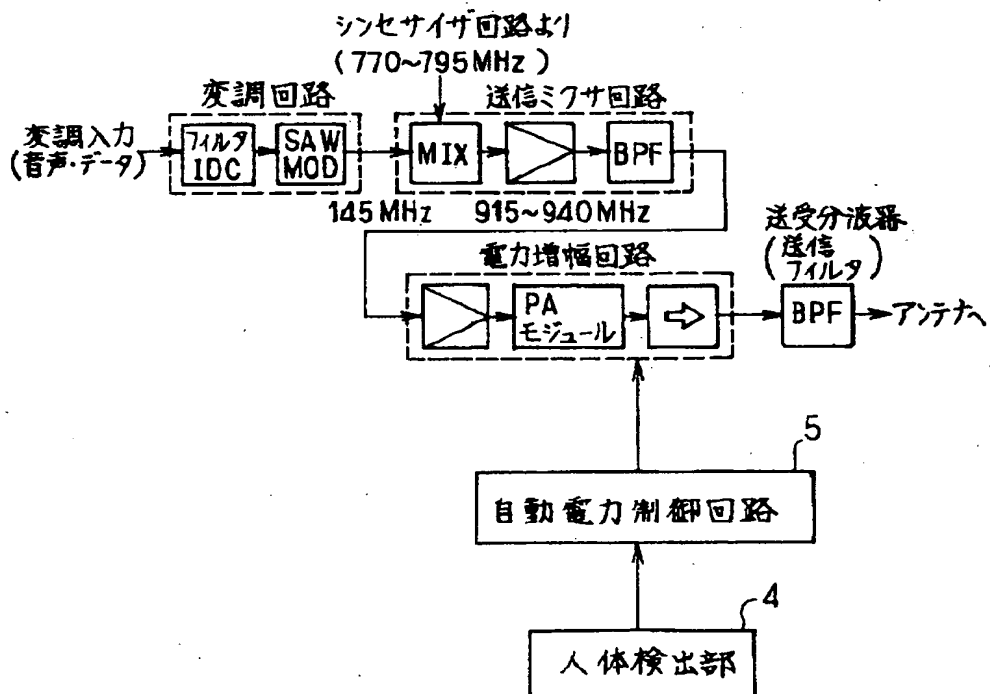 シンセサイザ回路より
(770~795MHz)
変調回路
送信ミクサ回路
変調入力
(音声・データ)
フィルタ
IDC
SAW
MOD
MIX
BPF
145MHz
915~940MHz
電力増幅回路
送受分波器
(送信
フィルタ)
PA
モジュール
BPF
アンテナへ
5
自動電力制御回路
4
人体検出部